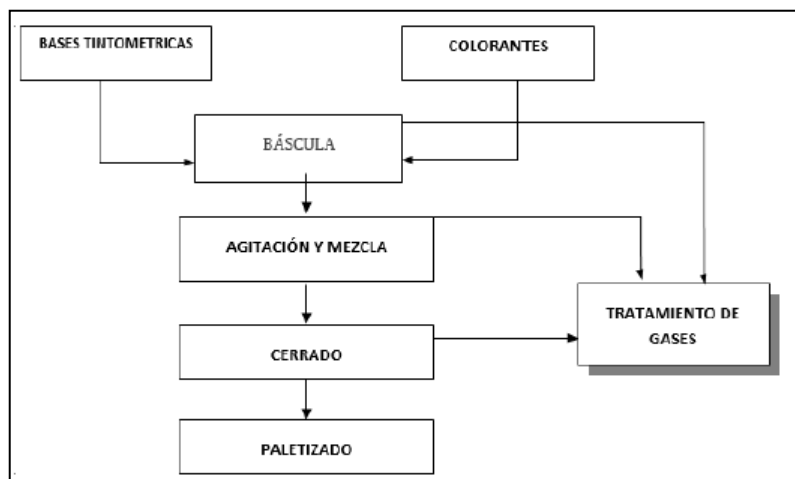 BASES TINTOMETRICAS
COLORANTES
BÁSCULA
AGITACIÓN Y MEZCLA
TRATAMIENTO DE
GASES
CERRADO
PALETIZADO